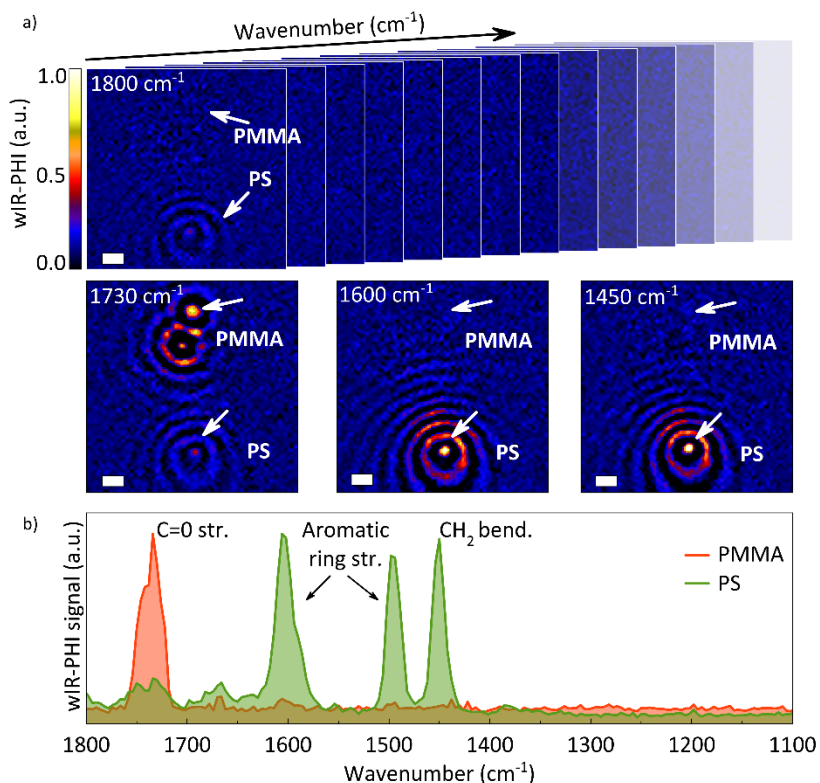 a)
Wavenumber (cm⁻¹)
1.0
0.5
0.0
wIR-PHI (a.u.)
1800 cm⁻¹
PMMA
PS
1730 cm⁻¹
PMMA
PS
1600 cm⁻¹
PMMA
PS
1450 cm⁻¹
PMMA
PS
b)
wIR-PHI signal (a.u.)
C=0 str.
Aromatic
ring str.
CH₂ bend.
PMMA
PS
1800 1700 1600 1500 1400 1300 1200 1100
Wavenumber (cm⁻¹)